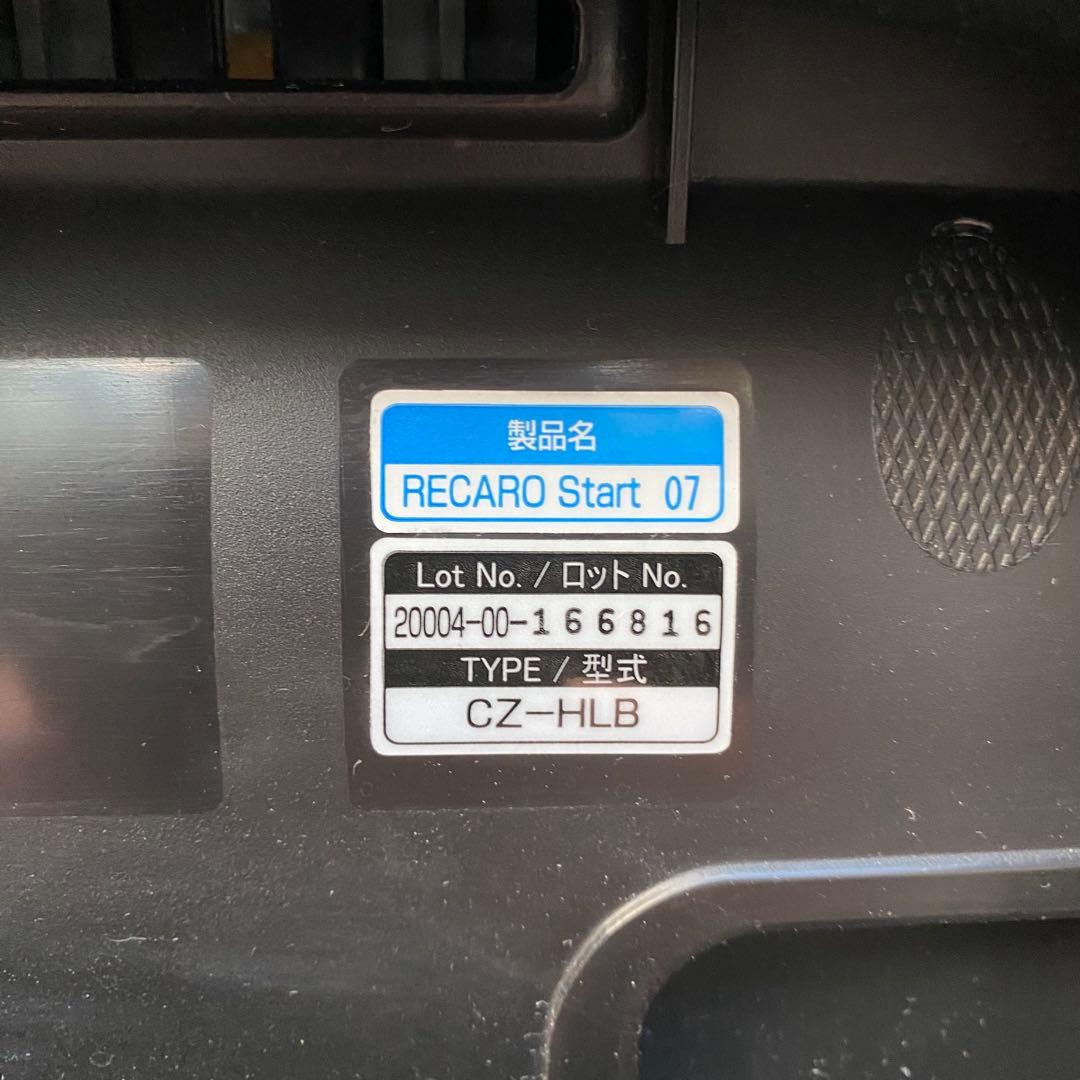 製品名
RECARO Start 07
Lot No. / ロット No.
20004-00-166816
TYPE / 型式
CZ-HLB